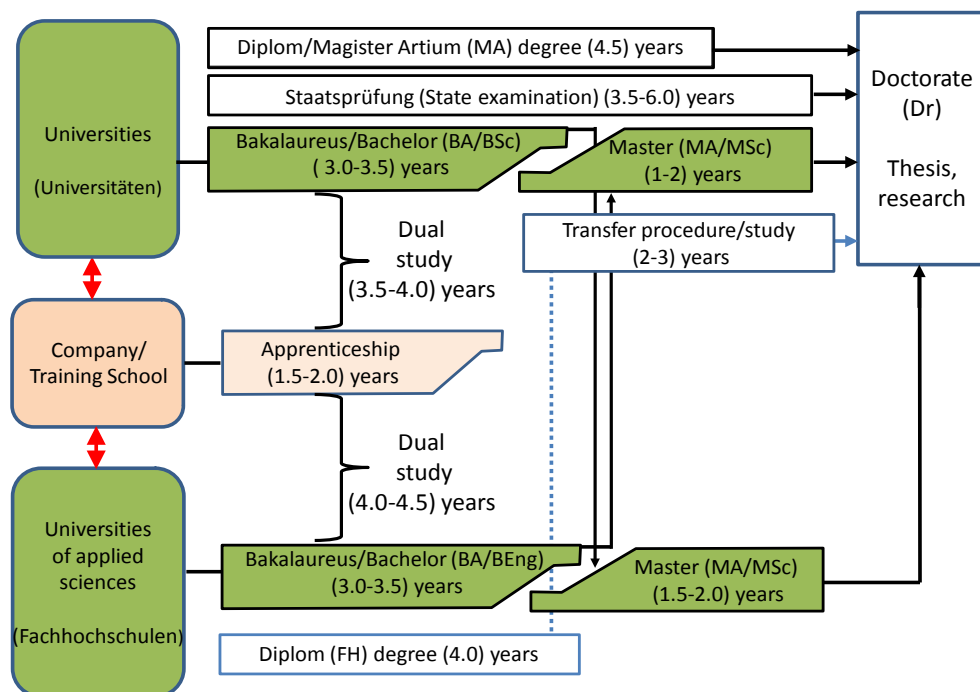 Diplom/Magister Artium (MA) degree (4.5) years
Staatsprüfung (State examination) (3.5-6.0) years
Doctorate
(Dr)
Thesis,
research
Universities
(Universitäten)
Bakalaureus/Bachelor (BA/BSc)
( 3.0-3.5) years
Master (MA/MSc)
(1-2) years
Transfer procedure/study
(2-3) years
Dual
study
(3.5-4.0) years
Company/
Training School
Apprenticeship
(1.5-2.0) years
Dual
study
(4.0-4.5) years
Universities
of applied
sciences
(Fachhochschulen)
Bakalaureus/Bachelor (BA/BEng)
(3.0-3.5) years
Master (MA/MSc)
(1.5-2.0) years
Diplom (FH) degree (4.0) years